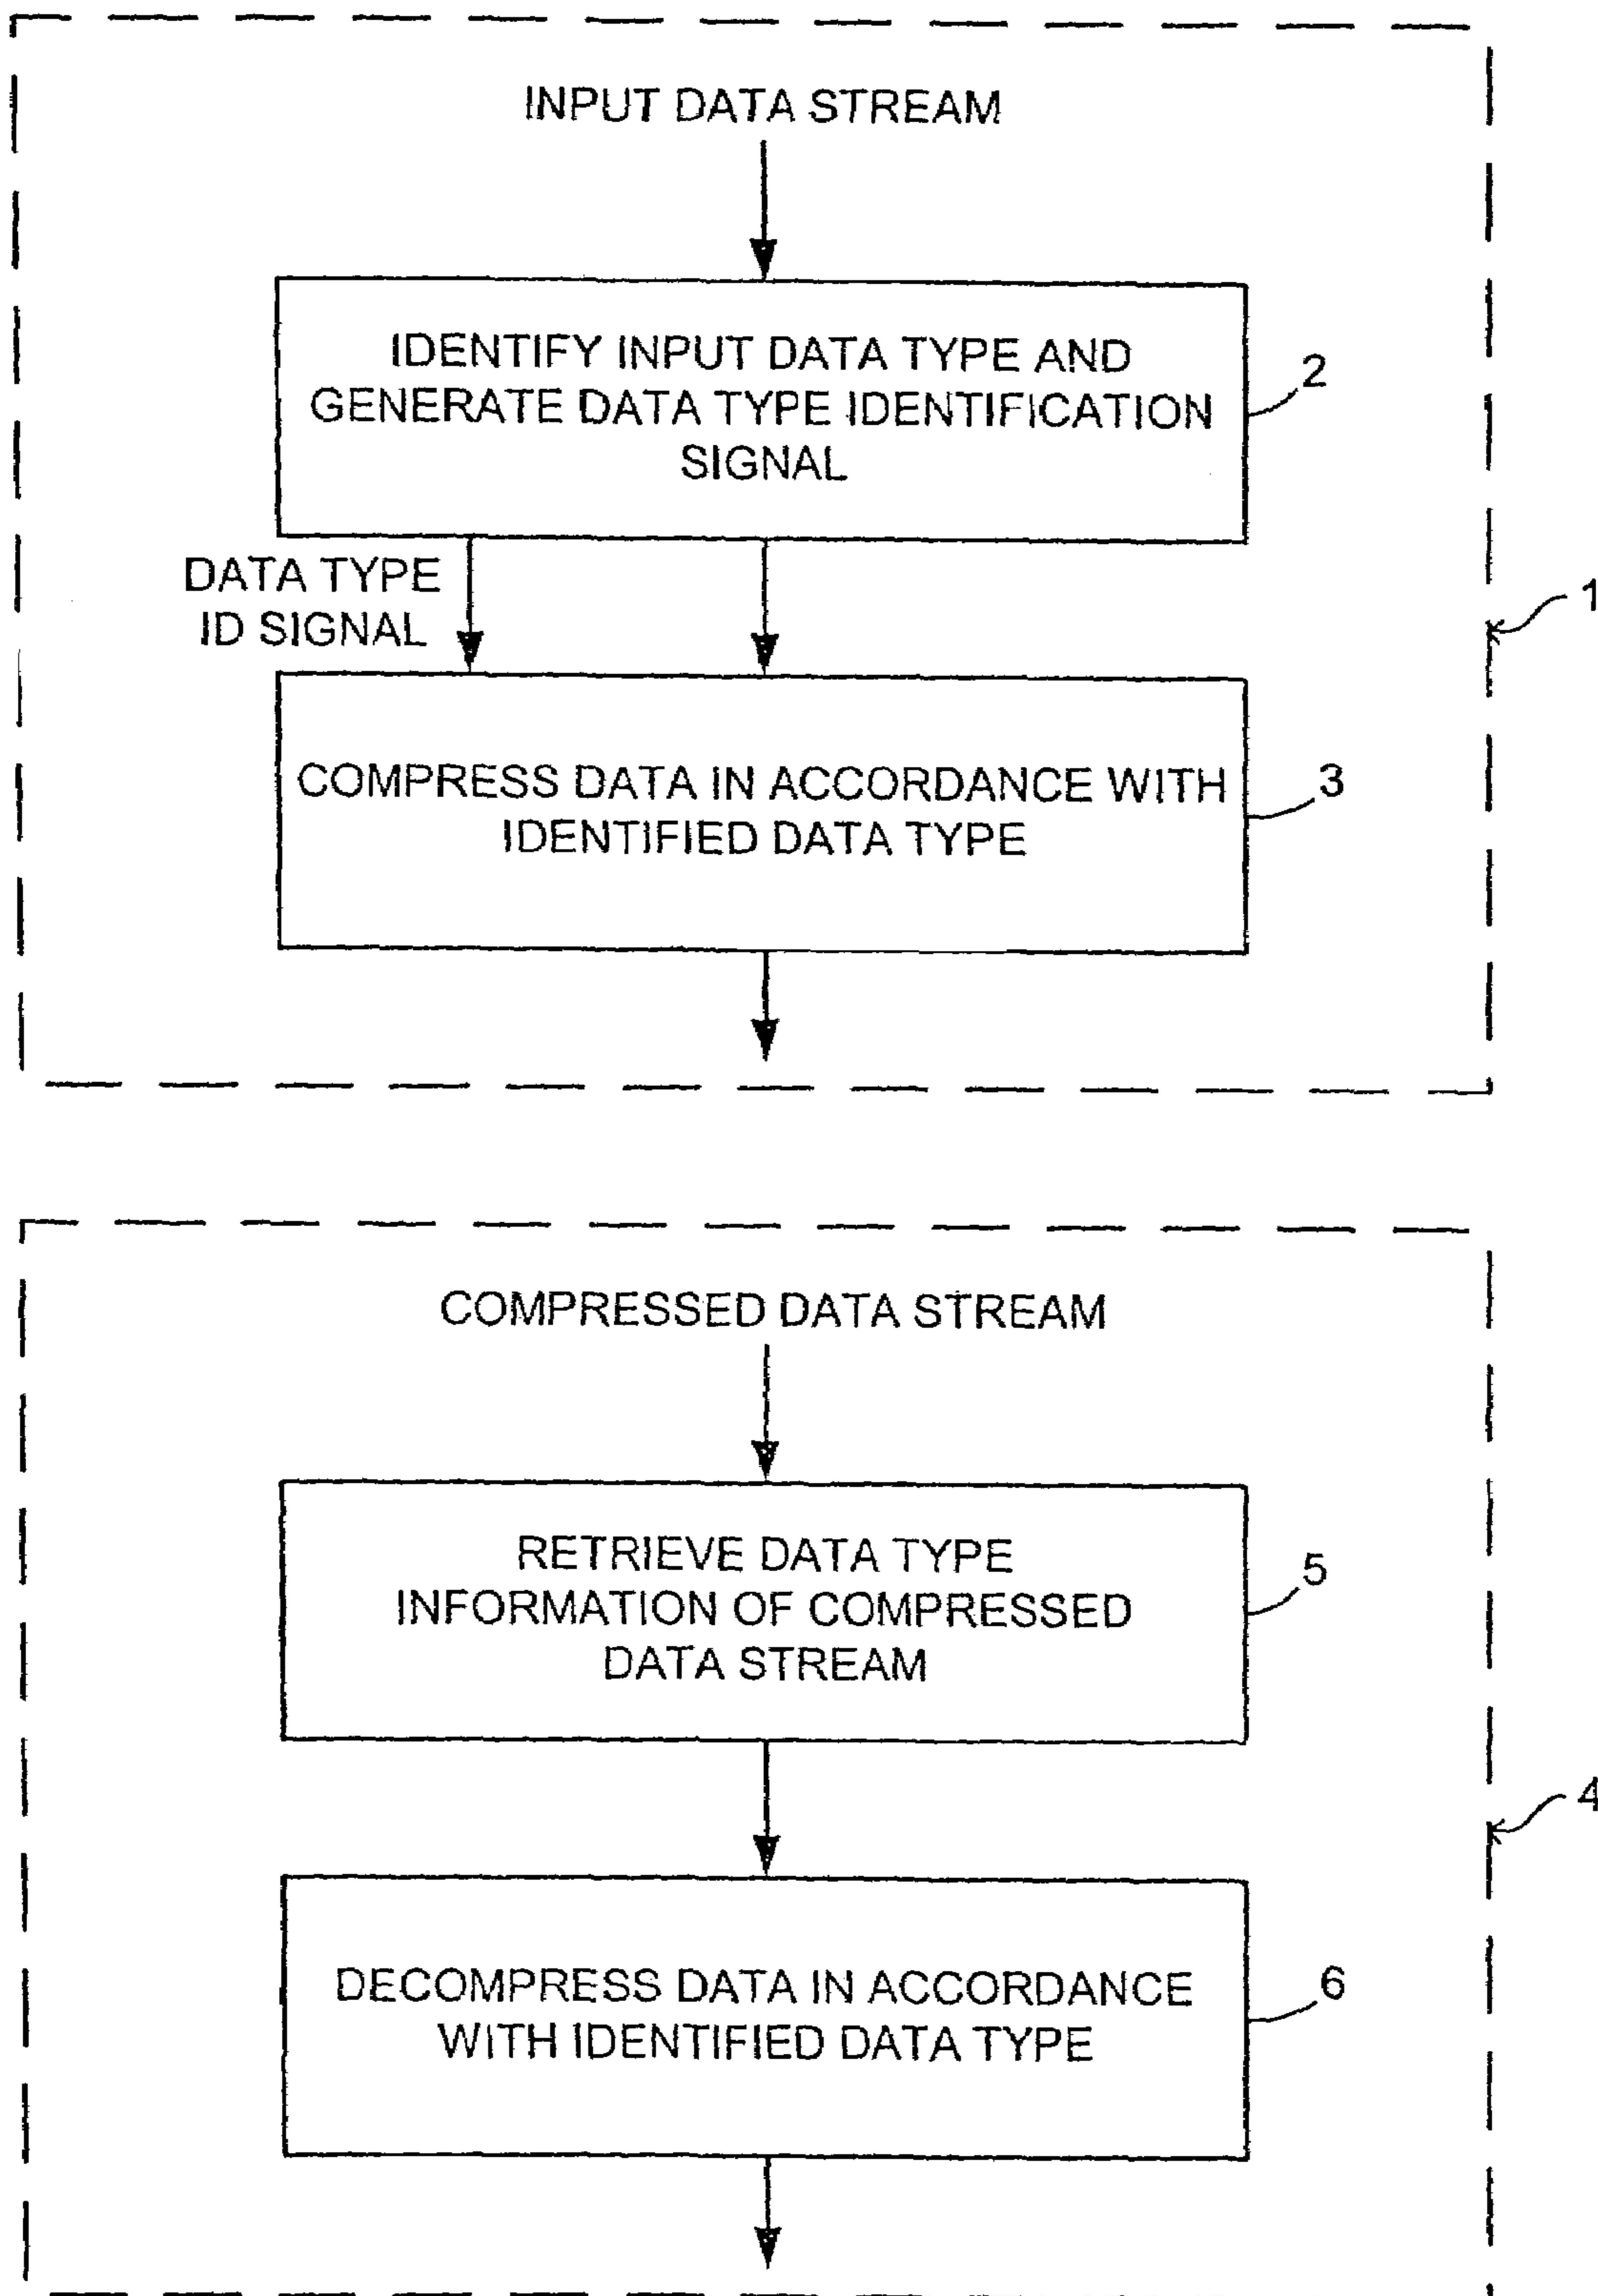 INPUT DATA STREAM
IDENTIFY INPUT DATA TYPE AND
GENERATE DATA TYPE IDENTIFICATION
SIGNAL
2
DATA TYPE
ID SIGNAL
1
COMPRESS DATA IN ACCORDANCE WITH
IDENTIFIED DATA TYPE
3
COMPRESSED DATA STREAM
RETRIEVE DATA TYPE
INFORMATION OF COMPRESSED
DATA STREAM
5
4
DECOMPRESS DATA IN ACCORDANCE
WITH IDENTIFIED DATA TYPE
6